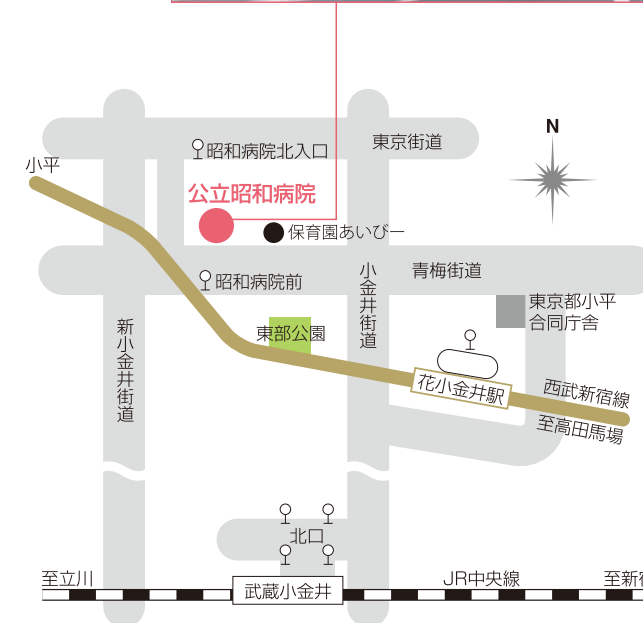 N
東京街道
昭和病院北入口
小平
公立昭和病院
保育園あいびー
青梅街道
小金井街道
昭和病院前
東京都小平
合同庁舎
新小金井街道
東部公園
花小金井駅
西武新宿線
至高田馬場
北口
至立川
武蔵小金井
JR中央線
至新